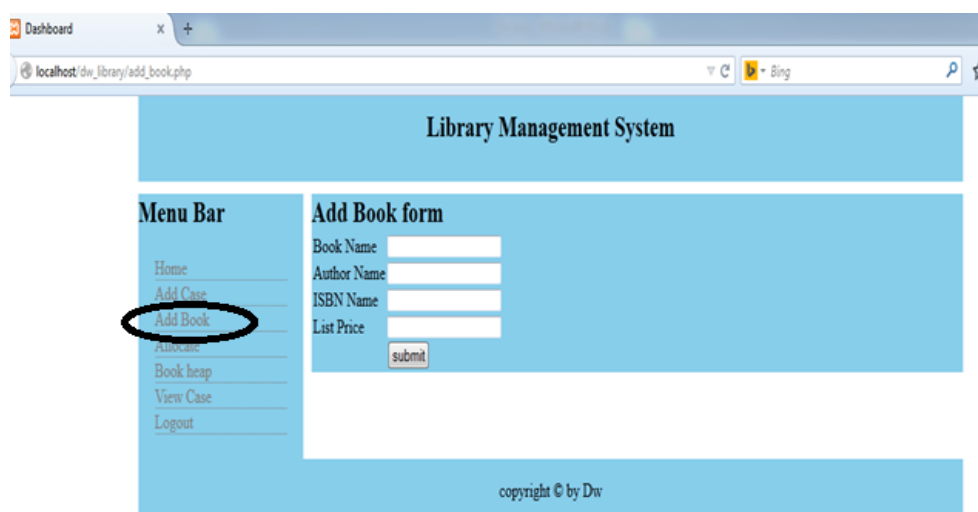 Dashboard x +
localhost/dw_library/add_book.php Bing
Library Management System
Menu Bar
Home
Add Case
Add Book
Allocate
Book heap
View Case
Logout
Add Book form
Book Name
Author Name
ISBN Name
List Price
submit
copyright © by Dw